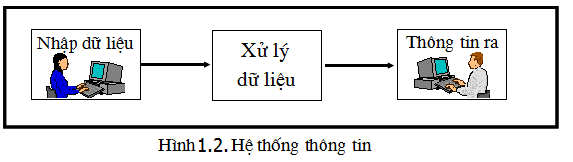 Nhập dữ liệu
Xử lý
dữ liệu
Thông tin ra
Hình 1.2. Hệ thống thông tin